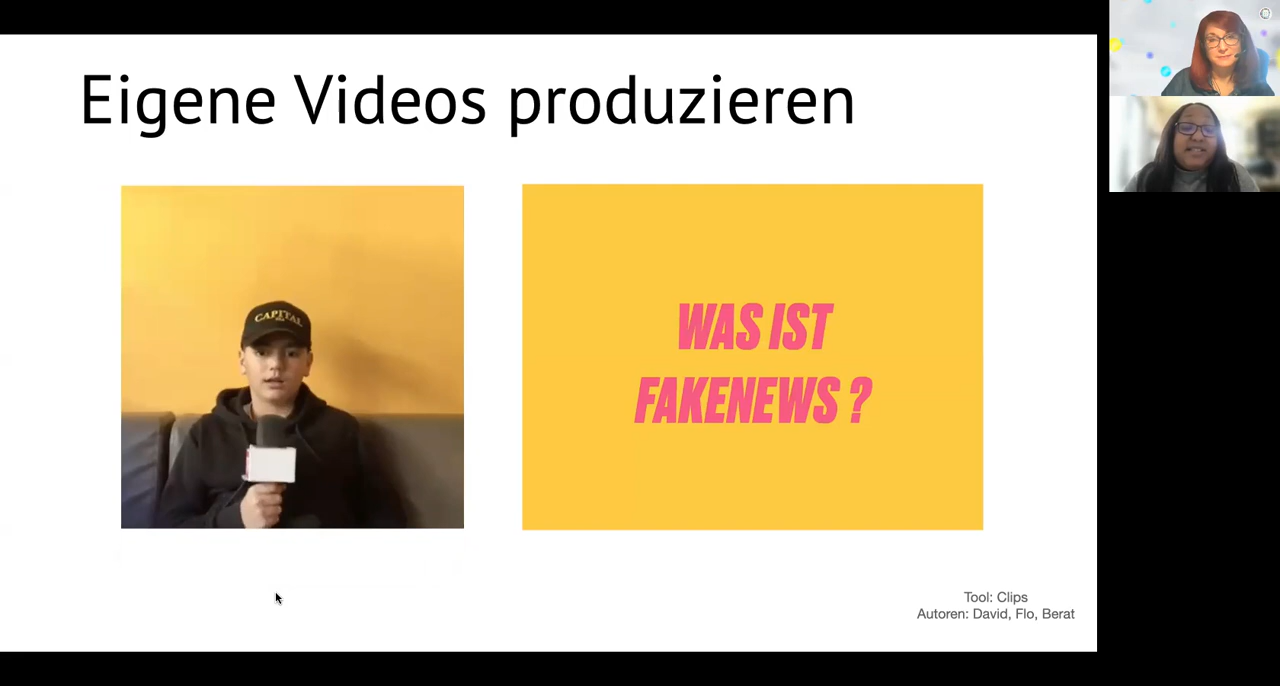 Eigene Videos produzieren
CAPITAL
WAS IST
FAKENEWS ?
Tool: Clips
Autoren: David, Flo, Berat